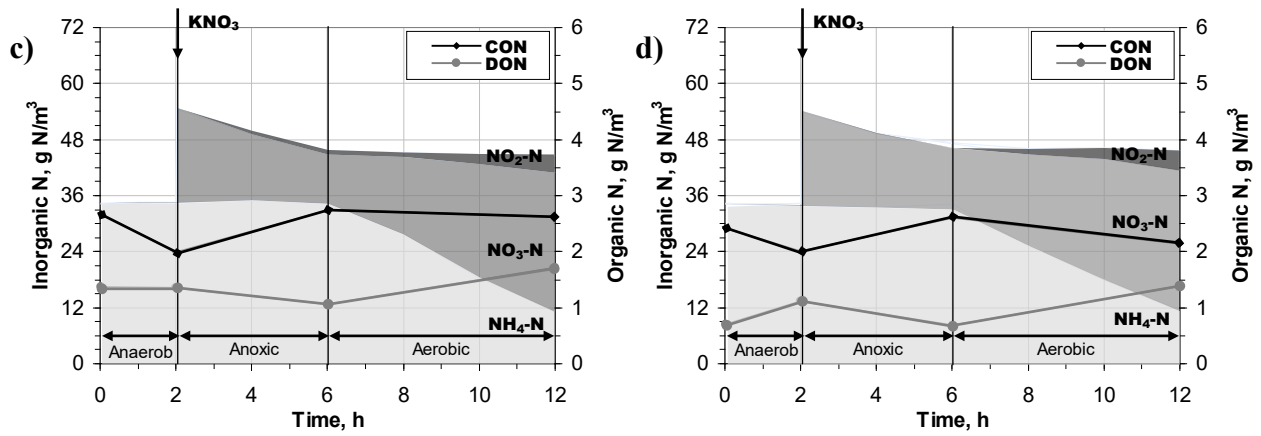 c)
KNO3
CON
DON
72
60
48
36
24
12
0
Inorganic N, g N/m3
6
5
4
3
2
1
0
Organic N, g N/m3
NO2-N
NO3-N
NH4-N
Anaerob
Anoxic
Aerobic
0 2 4 6 8 10 12
Time, h
d)
KNO3
CON
DON
72
60
48
36
24
12
0
Inorganic N, g N/m3
6
5
4
3
2
1
0
Organic N, g N/m3
NO2-N
NO3-N
NH4-N
Anaerob
Anoxic
Aerobic
0 2 4 6 8 10 12
Time, h